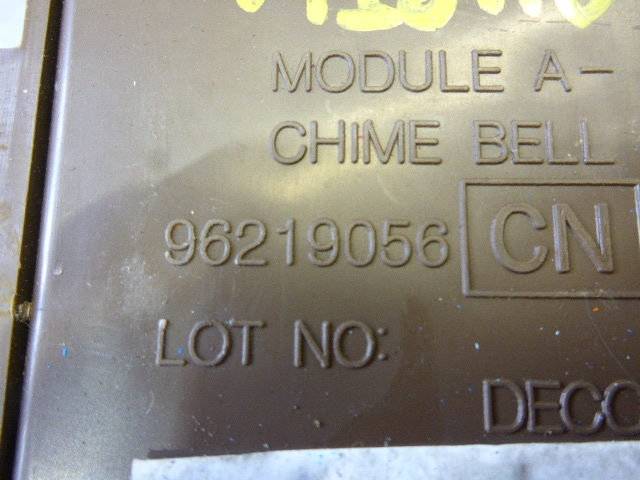 MODULE A-
CHIME BELL
96219056 CN
LOT NO:
DECO